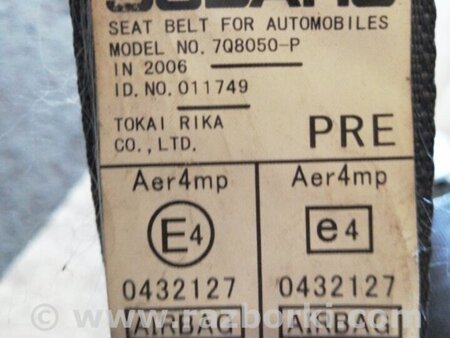 SUBARU
SEAT BELT FOR AUTOMOBILES
MODEL NO. 7Q8050-P
IN 2006
ID. NO. 011749
TOKAI RIKA
CO., LTD.
PRE
Aer4mp Aer4mp
E4 e4
0432127 0432127
AIRBAG AIRBAG
© www.razborki.com